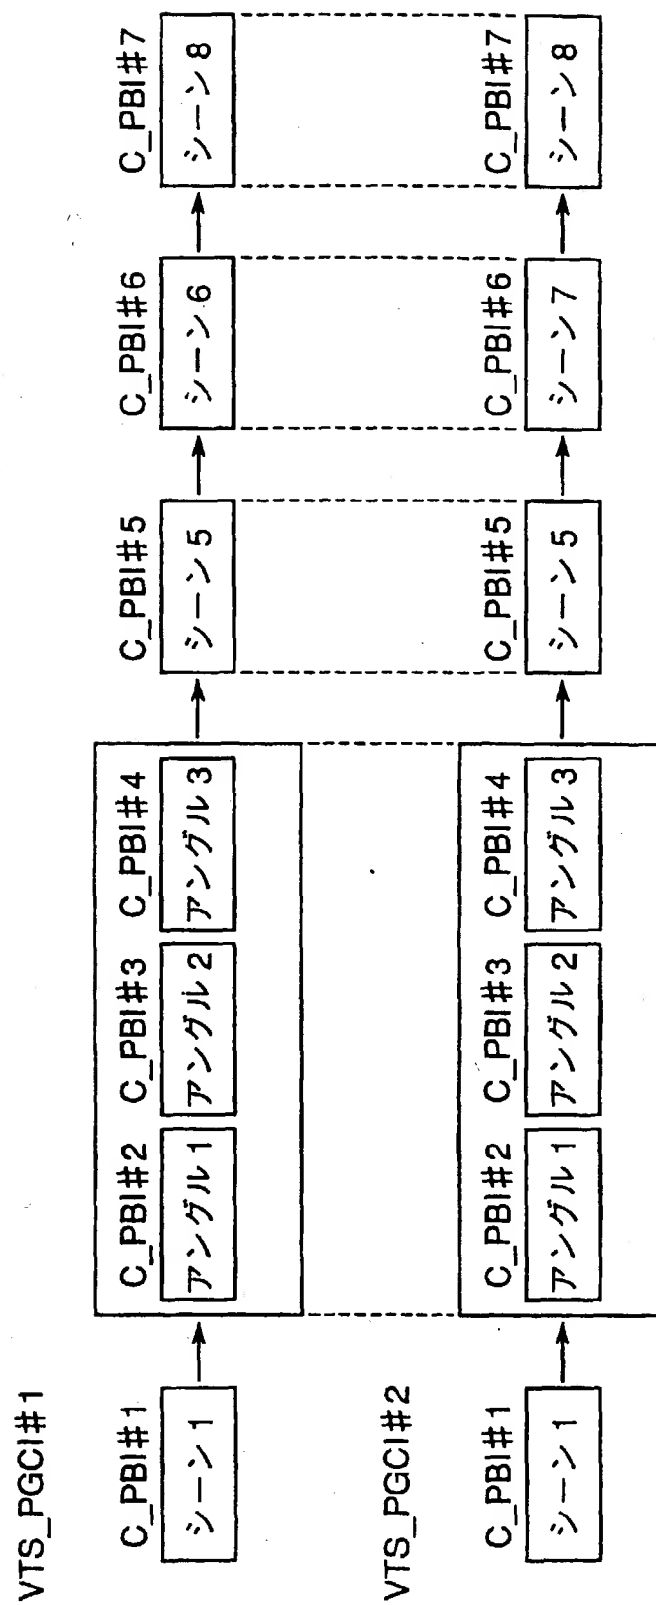 VTS_PGCI#1
C_PBI#1
シーン1
C_PBI#2
アングル1
C_PBI#3
アングル2
C_PBI#4
アングル3
C_PBI#5
シーン5
C_PBI#6
シーン6
C_PBI#7
シーン8
VTS_PGCI#2
C_PBI#1
シーン1
C_PBI#2
アングル1
C_PBI#3
アングル2
C_PBI#4
アングル3
C_PBI#5
シーン5
C_PBI#6
シーン7
C_PBI#7
シーン8